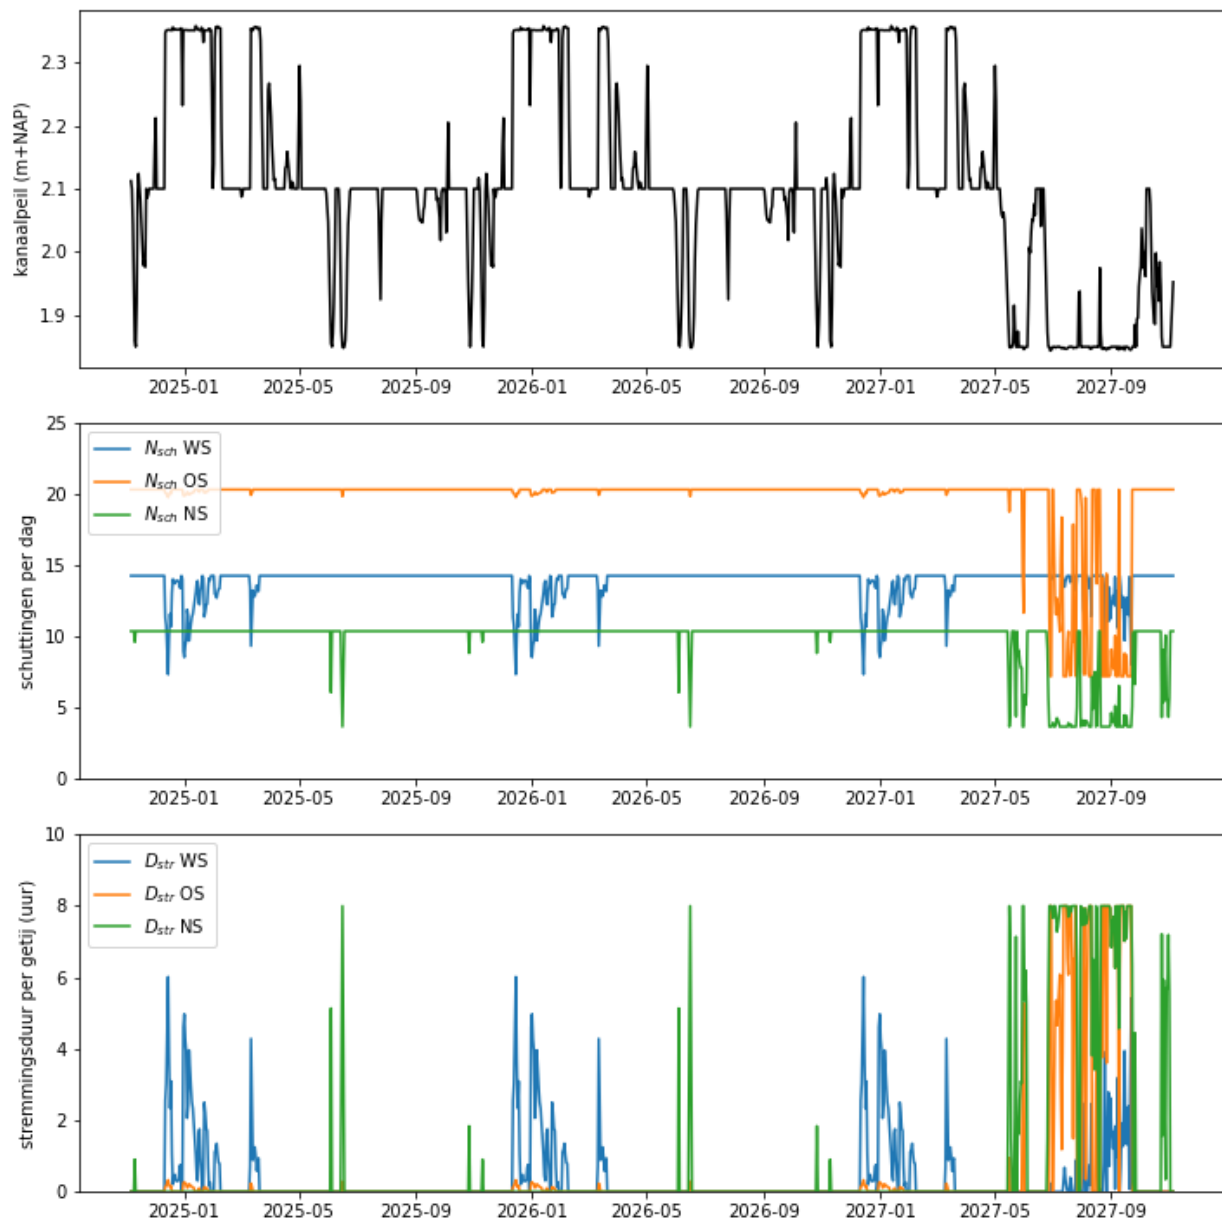 kanaalpeil (m+NAP)
2.3
2.2
2.1
2.0
1.9
2025-01 2025-05 2025-09 2026-01 2026-05 2026-09 2027-01 2027-05 2027-09
schuttingen per dag
25
20
15
10
5
0
N_sch WS
N_sch OS
N_sch NS
2025-01 2025-05 2025-09 2026-01 2026-05 2026-09 2027-01 2027-05 2027-09
stremmingsduur per getij (uur)
10
8
6
4
2
0
D_str WS
D_str OS
D_str NS
2025-01 2025-05 2025-09 2026-01 2026-05 2026-09 2027-01 2027-05 2027-09